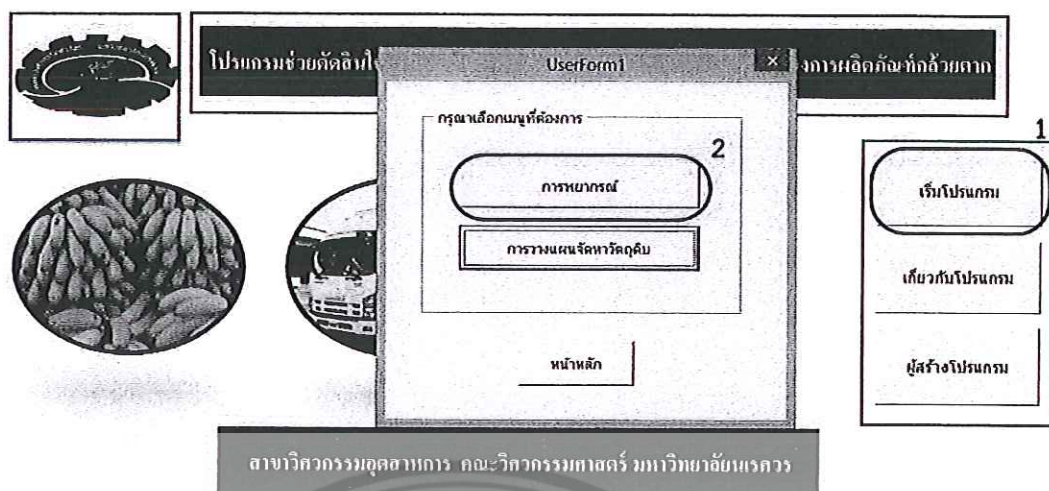 โปรแกรมช่วยตัดสินใ
งการผลิตภัณฑ์กล้วยตาก
UserForm1
กรุณาเลือกเมนูที่ต้องการ
2
การพยากรณ์
การวางแผนจัดหาวัตถุดิบ
หน้าหลัก
1
เริ่มโปรแกรม
เกี่ยวกับโปรแกรม
ผู้สร้างโปรแกรม
สาขาวิศวกรรมอุตสาหการ คณะวิศวกรรมศาสตร์ มหาวิทยาลัยนเรศวร